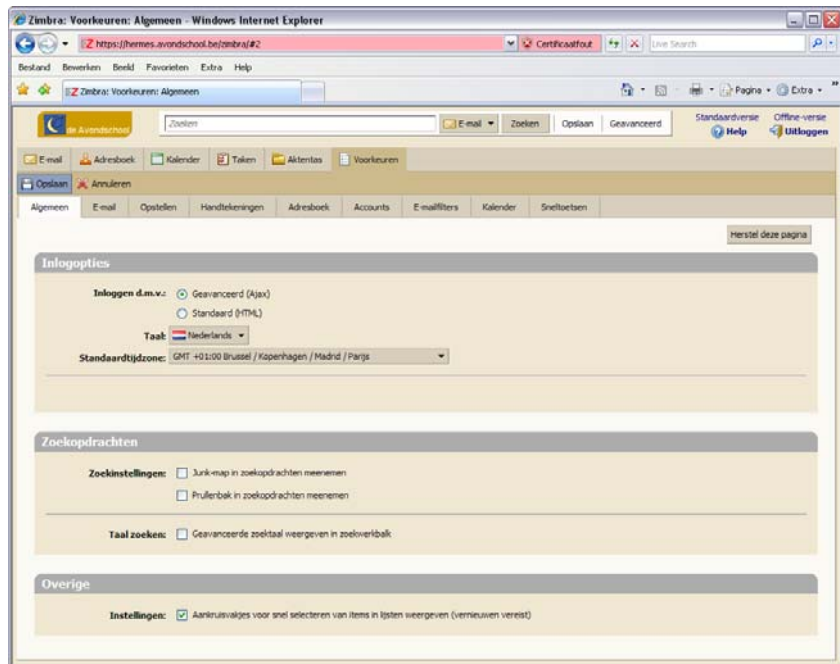 Zimbra: Voorkeuren: Algemeen - Windows Internet Explorer
https://hermes.avondschool.be/zimbra/#2 Certificaatfout Live Search
Bestand Bewerken Beeld Favorieten Extra Help
Zimbra: Voorkeuren: Algemeen Pagina Extra
de Avondschool Zoeken E-mail Zoeken Opslaan Geavanceerd Standaardversie Offline-versie
Help Uitloggen
E-mail Adresboek Kalender Taken Aktentas Voorkeuren
Opslaan Annuleren
Algemeen E-mail Opstellen Handtekeningen Adresboek Accounts E-mailfilters Kalender Sneltoetsen
Herstel deze pagina
Inlogopties
Inloggen d.m.v.: Geavanceerd (Ajax)
Standaard (HTML)
Taal: Nederlands
Standaardtijdzone: GMT +01:00 Brussel / Kopenhagen / Madrid / Parijs
Zoekopdrachten
Zoekinstellingen: Junk-map in zoekopdrachten meenemen
Prullenbak in zoekopdrachten meenemen
Taal zoeken: Geavanceerde zoektaal weergeven in zoekwerkbalk
Overige
Instellingen: Aankruisvakjes voor snel selecteren van items in lijsten weergeven (vernieuwen vereist)